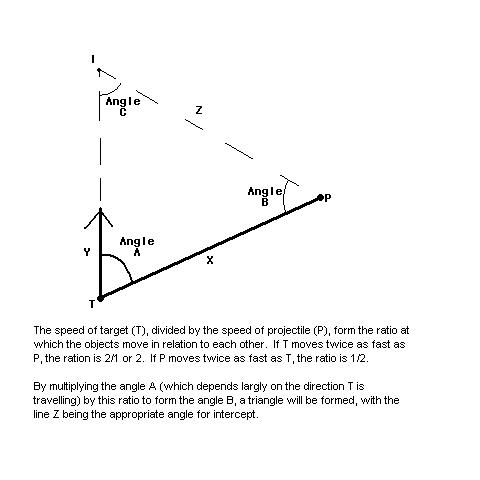 I
Angle
C
Z
Angle
B
P
Angle
A
Y
X
T
The speed of target (T), divided by the speed of projectile (P), form the ratio at
which the objects move in relation to each other.  If T moves twice as fast as
P, the ration is 2/1 or 2.  If P moves twice as fast as T, the ratio is 1/2.
By multiplying the angle A (which depends largely on the direction T is
travelling) by this ratio to form the angle B, a triangle will be formed, with the
line Z being the appropriate angle for intercept.